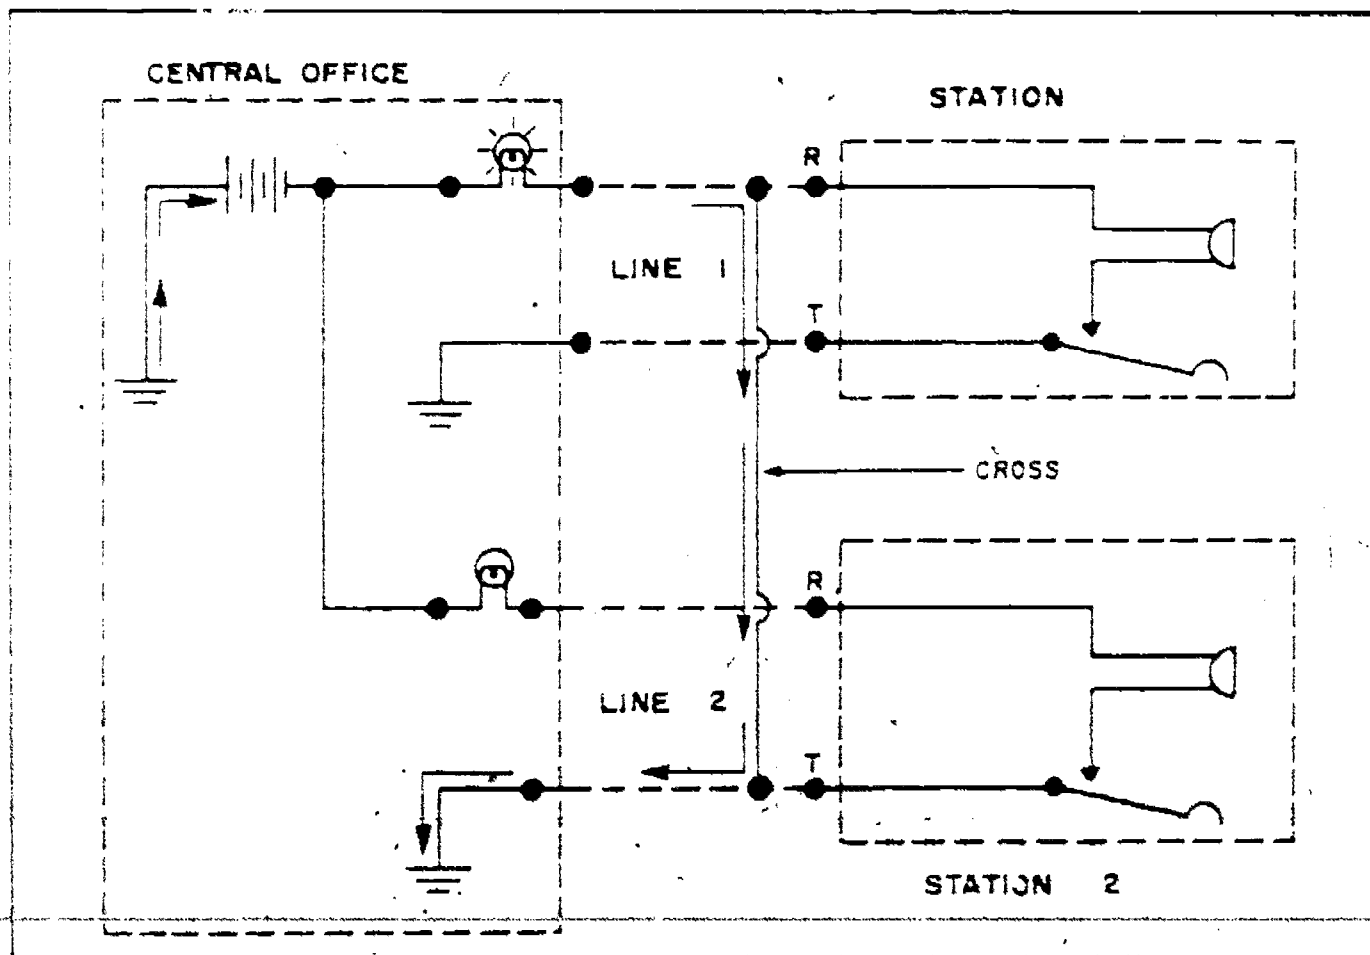 CENTRAL OFFICE
STATION
R
LINE 1
T
CROSS
R
LINE 2
T
STATION 2